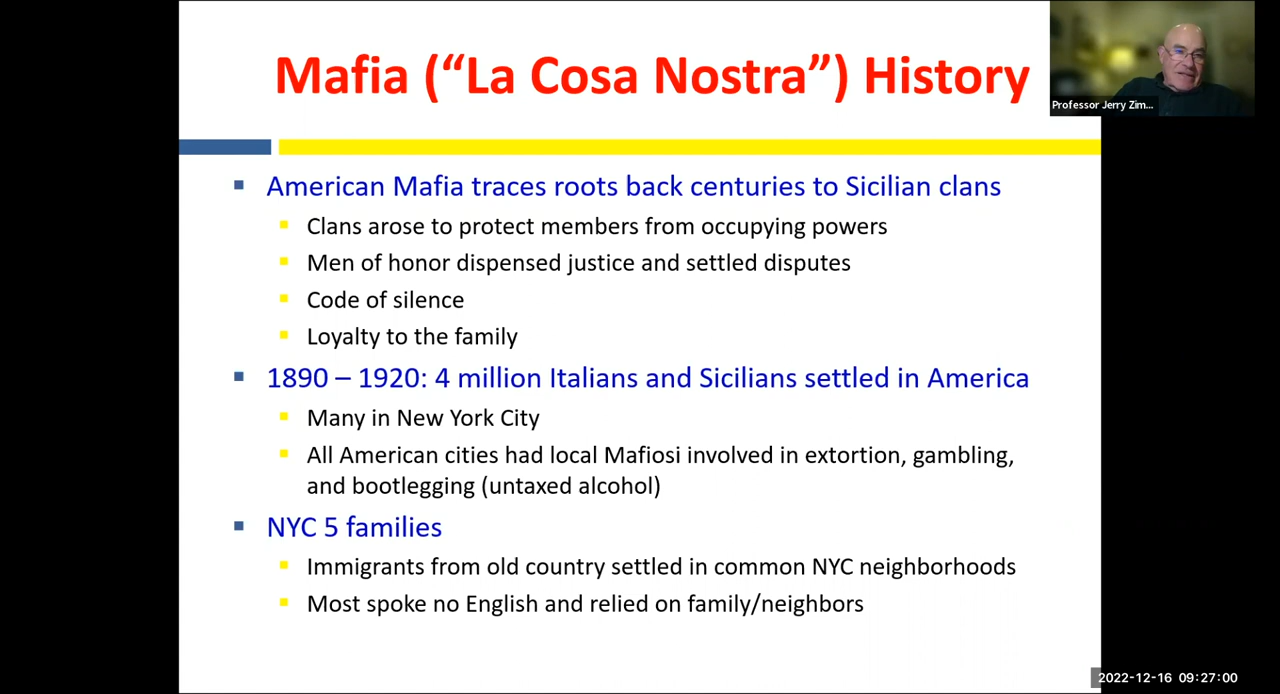 Mafia (“La Cosa Nostra”) History
Professor Jerry Zim...
American Mafia traces roots back centuries to Sicilian clans
Clans arose to protect members from occupying powers
Men of honor dispensed justice and settled disputes
Code of silence
Loyalty to the family
1890 – 1920: 4 million Italians and Sicilians settled in America
Many in New York City
All American cities had local Mafiosi involved in extortion, gambling,
and bootlegging (untaxed alcohol)
NYC 5 families
Immigrants from old country settled in common NYC neighborhoods
Most spoke no English and relied on family/neighbors
2022-12-16 09:27:00